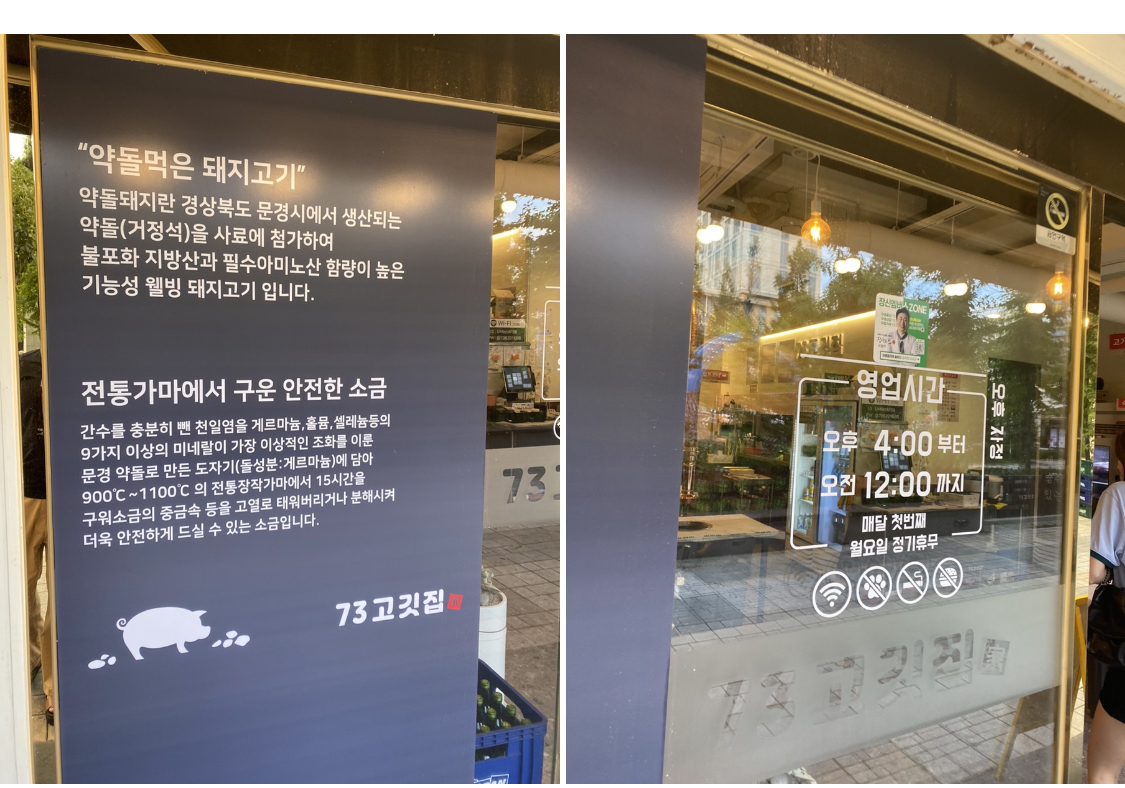 “약돌먹은 돼지고기”
약돌돼지란 경상북도 문경시에서 생산되는
약돌(거정석)을 사료에 첨가하여
불포화 지방산과 필수아미노산 함량이 높은
기능성 웰빙 돼지고기 입니다.
전통가마에서 구운 안전한 소금
간수를 충분히 뺀 천일염을 게르마늄,홀뮴,셀레늄등의
9가지 이상의 미네랄이 가장 이상적인 조화를 이룬
문경 약돌로 만든 도자기(돌성분:게르마늄)에 담아
900℃ ~1100℃ 의 전통장작가마에서 15시간을
구워소금의 중금속 등을 고열로 태워버리거나 분해시켜
더욱 안전하게 드실 수 있는 소금입니다.
73고깃집
Wi-Fi
73
ZONE
영업시간
오후 4:00 부터
오전 12:00 까지
매달 첫번째
월요일 정기휴무
오후
73고깃집
금연구역